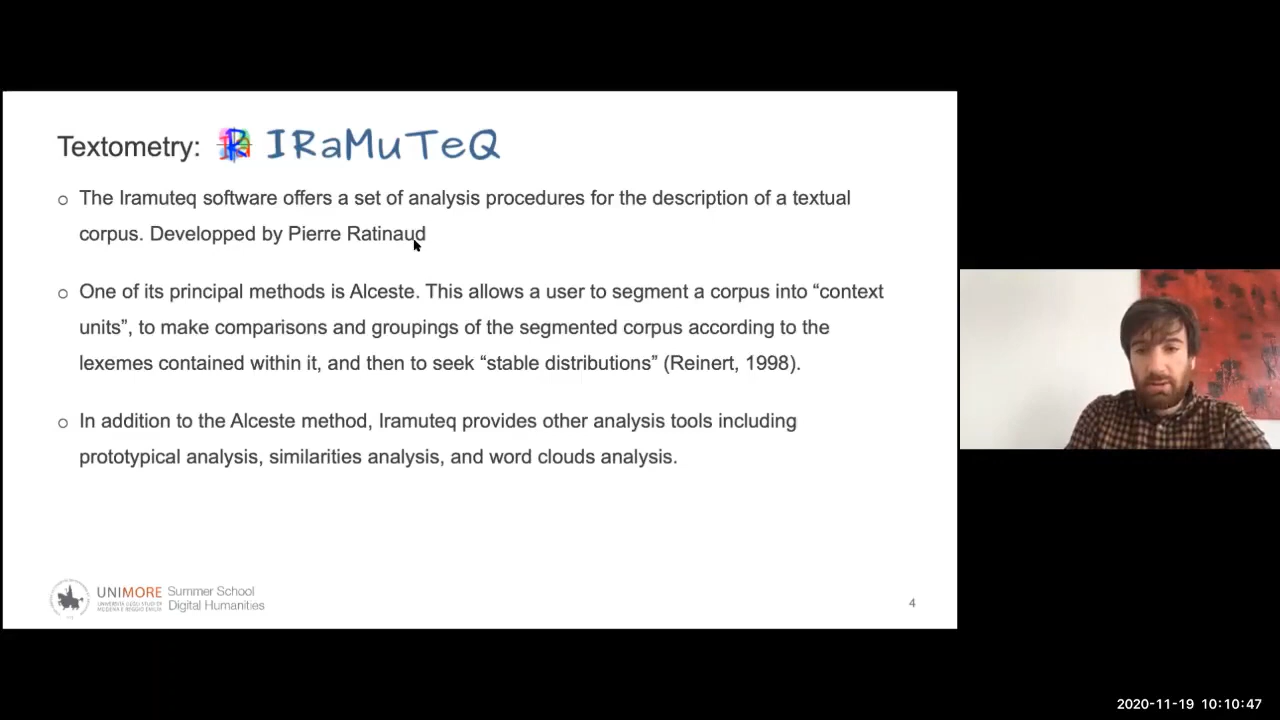 Textometry: IRaMuTeQ
The Iramuteq software offers a set of analysis procedures for the description of a textual
corpus. Developped by Pierre Ratinaud
One of its principal methods is Alceste. This allows a user to segment a corpus into “context
units”, to make comparisons and groupings of the segmented corpus according to the
lexemes contained within it, and then to seek “stable distributions” (Reinert, 1998).
In addition to the Alceste method, Iramuteq provides other analysis tools including
prototypical analysis, similarities analysis, and word clouds analysis.
UNIMORE Summer School
UNIVERSITÀ DEGLI STUDI DI
MODENA E REGGIO EMILIA Digital Humanities
4
2020-11-19 10:10:47